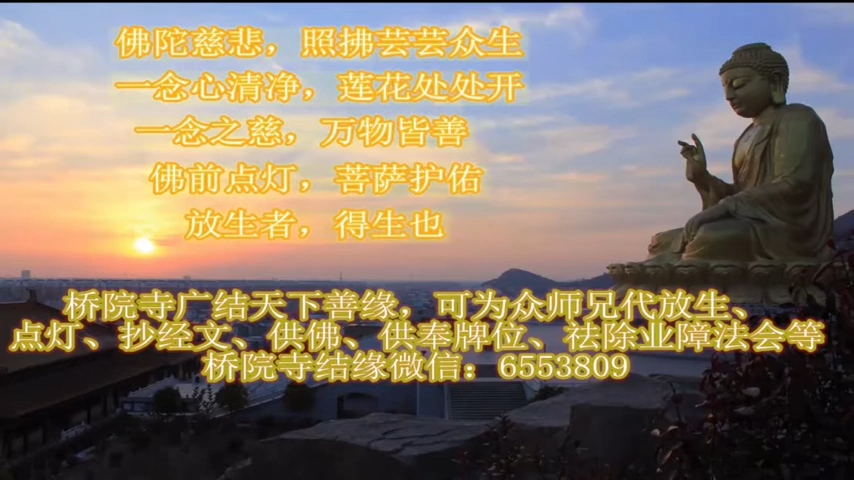 佛陀慈悲，照拂芸芸众生
一念心清净，莲花处处开
一念之慈，万物皆善
佛前点灯，菩萨护佑
放生者，得生也
桥院寺广结天下善缘，可为众师兄代放生、
点灯、抄经文、供佛、供奉牌位、祛除业障法会等
桥院寺结缘微信：6553809